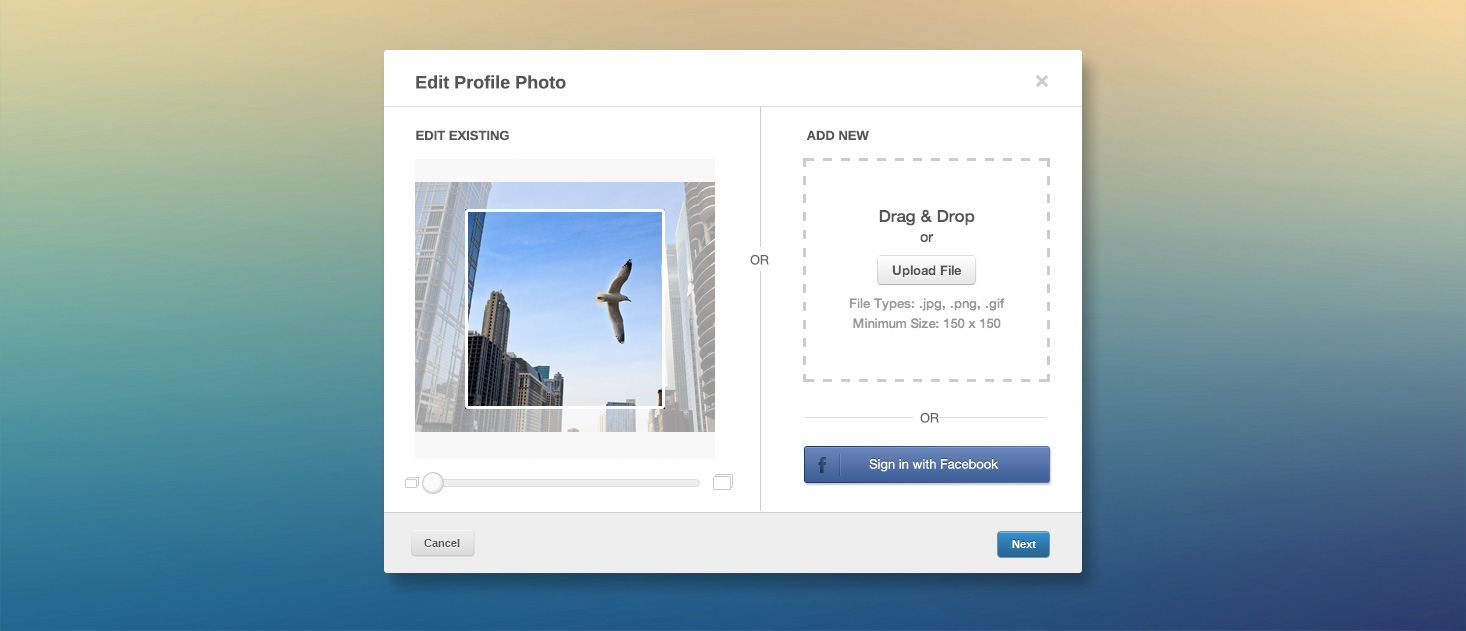 Edit Profile Photo
EDIT EXISTING
OR
ADD NEW
Drag & Drop
or
Upload File
File Types: .jpg, .png, .gif
Minimum Size: 150 x 150
OR
f
Sign in with Facebook
Cancel
Next